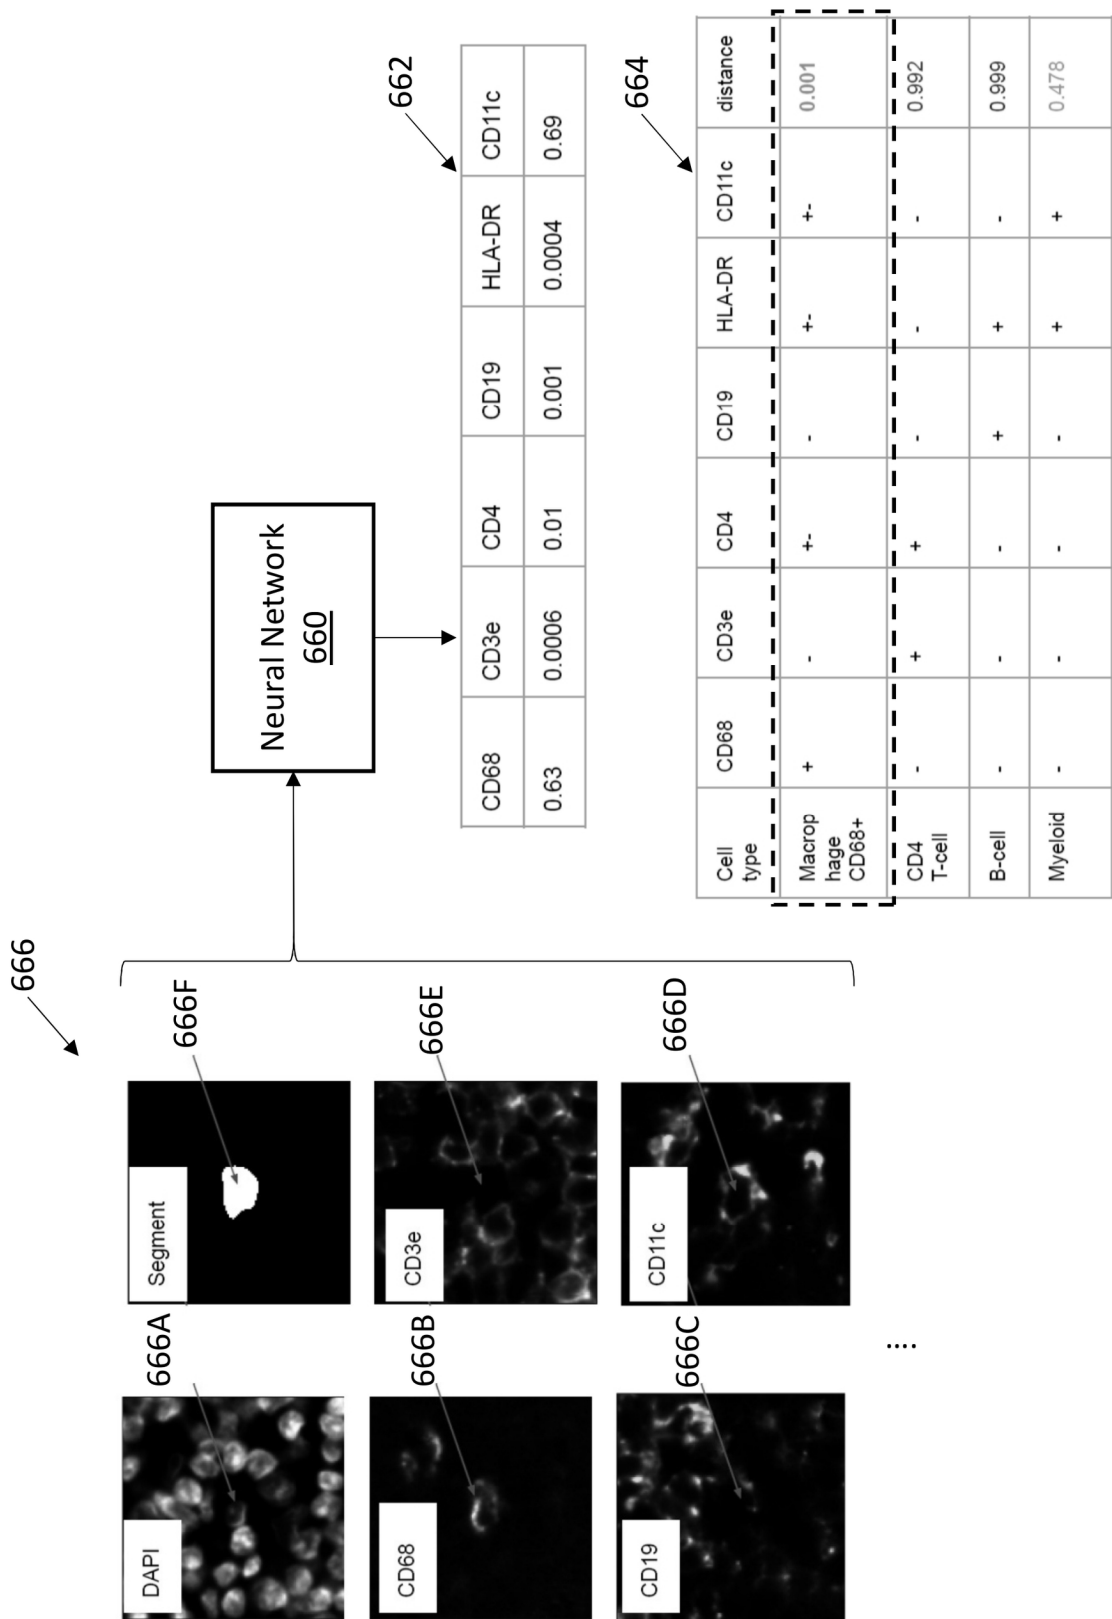 666
DAPI
666A
Segment
666F
CD68
666B
CD3e
666E
CD19
666C
CD11c
666D
....
Neural Network
660
662
CD68 CD3e CD4 CD19 HLA-DR CD11c
0.63 0.0006 0.01 0.001 0.0004 0.69
664
Cell type CD68 CD3e CD4 CD19 HLA-DR CD11c distance
Macrop hage CD68+ + - +- - +- +- 0.001
CD4 T-cell - + + - - - 0.992
B-cell - - - + + - 0.999
Myeloid - - - - + + 0.478